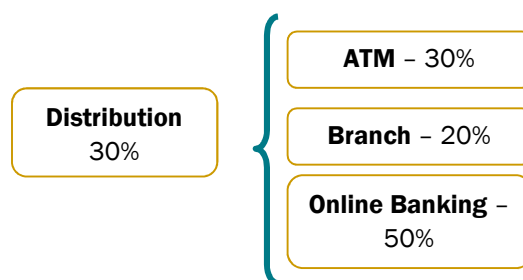 Distribution
30%
ATM – 30%
Branch – 20%
Online Banking –
50%